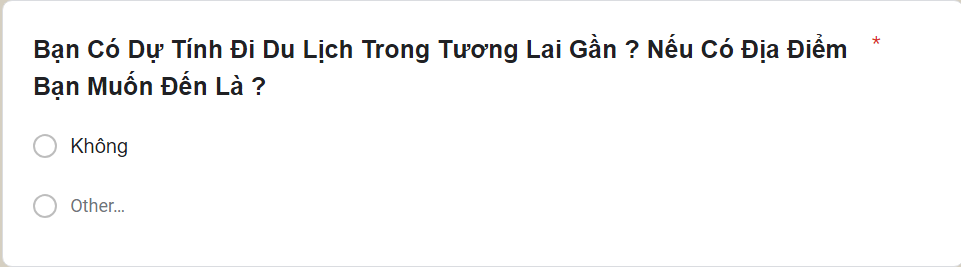 Bạn Có Dự Tính Đi Du Lịch Trong Tương Lai Gần ? Nếu Có Địa Điểm *
Bạn Muốn Đến Là ?
Không
Other...